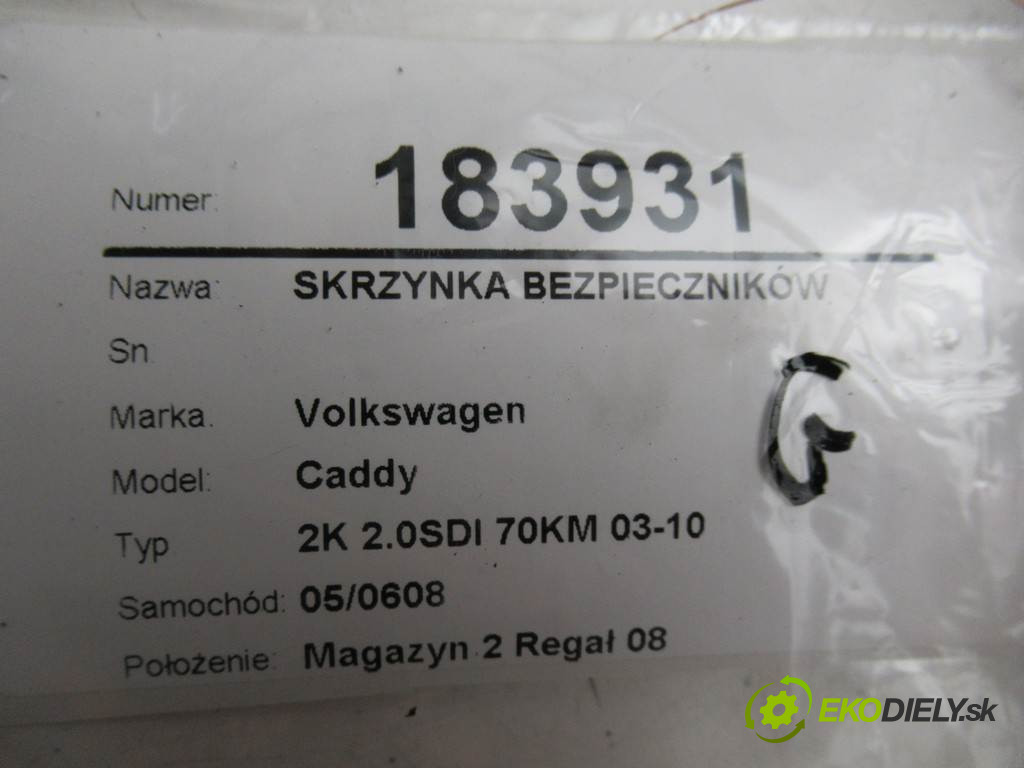 Numer: 183931
Nazwa: SKRZYNKA BEZPIECZNIKÓW
Sn
Marka. Volkswagen
Model: Caddy
Typ 2K 2.0SDI 70KM 03-10
Samochód: 05/0608
Położenie: Magazyn 2 Regał 08
G
EKODIELY.sk